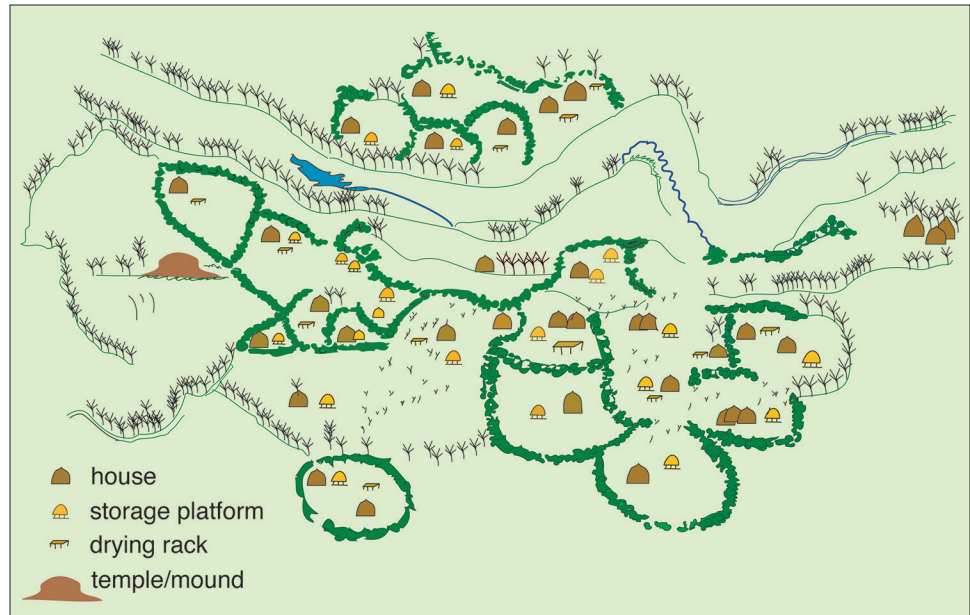 house
storage platform
drying rack
temple/mound